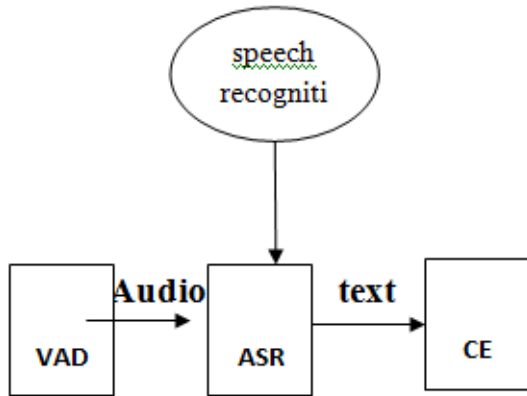 speech
recogniti
Audio
text
VAD
ASR
CE